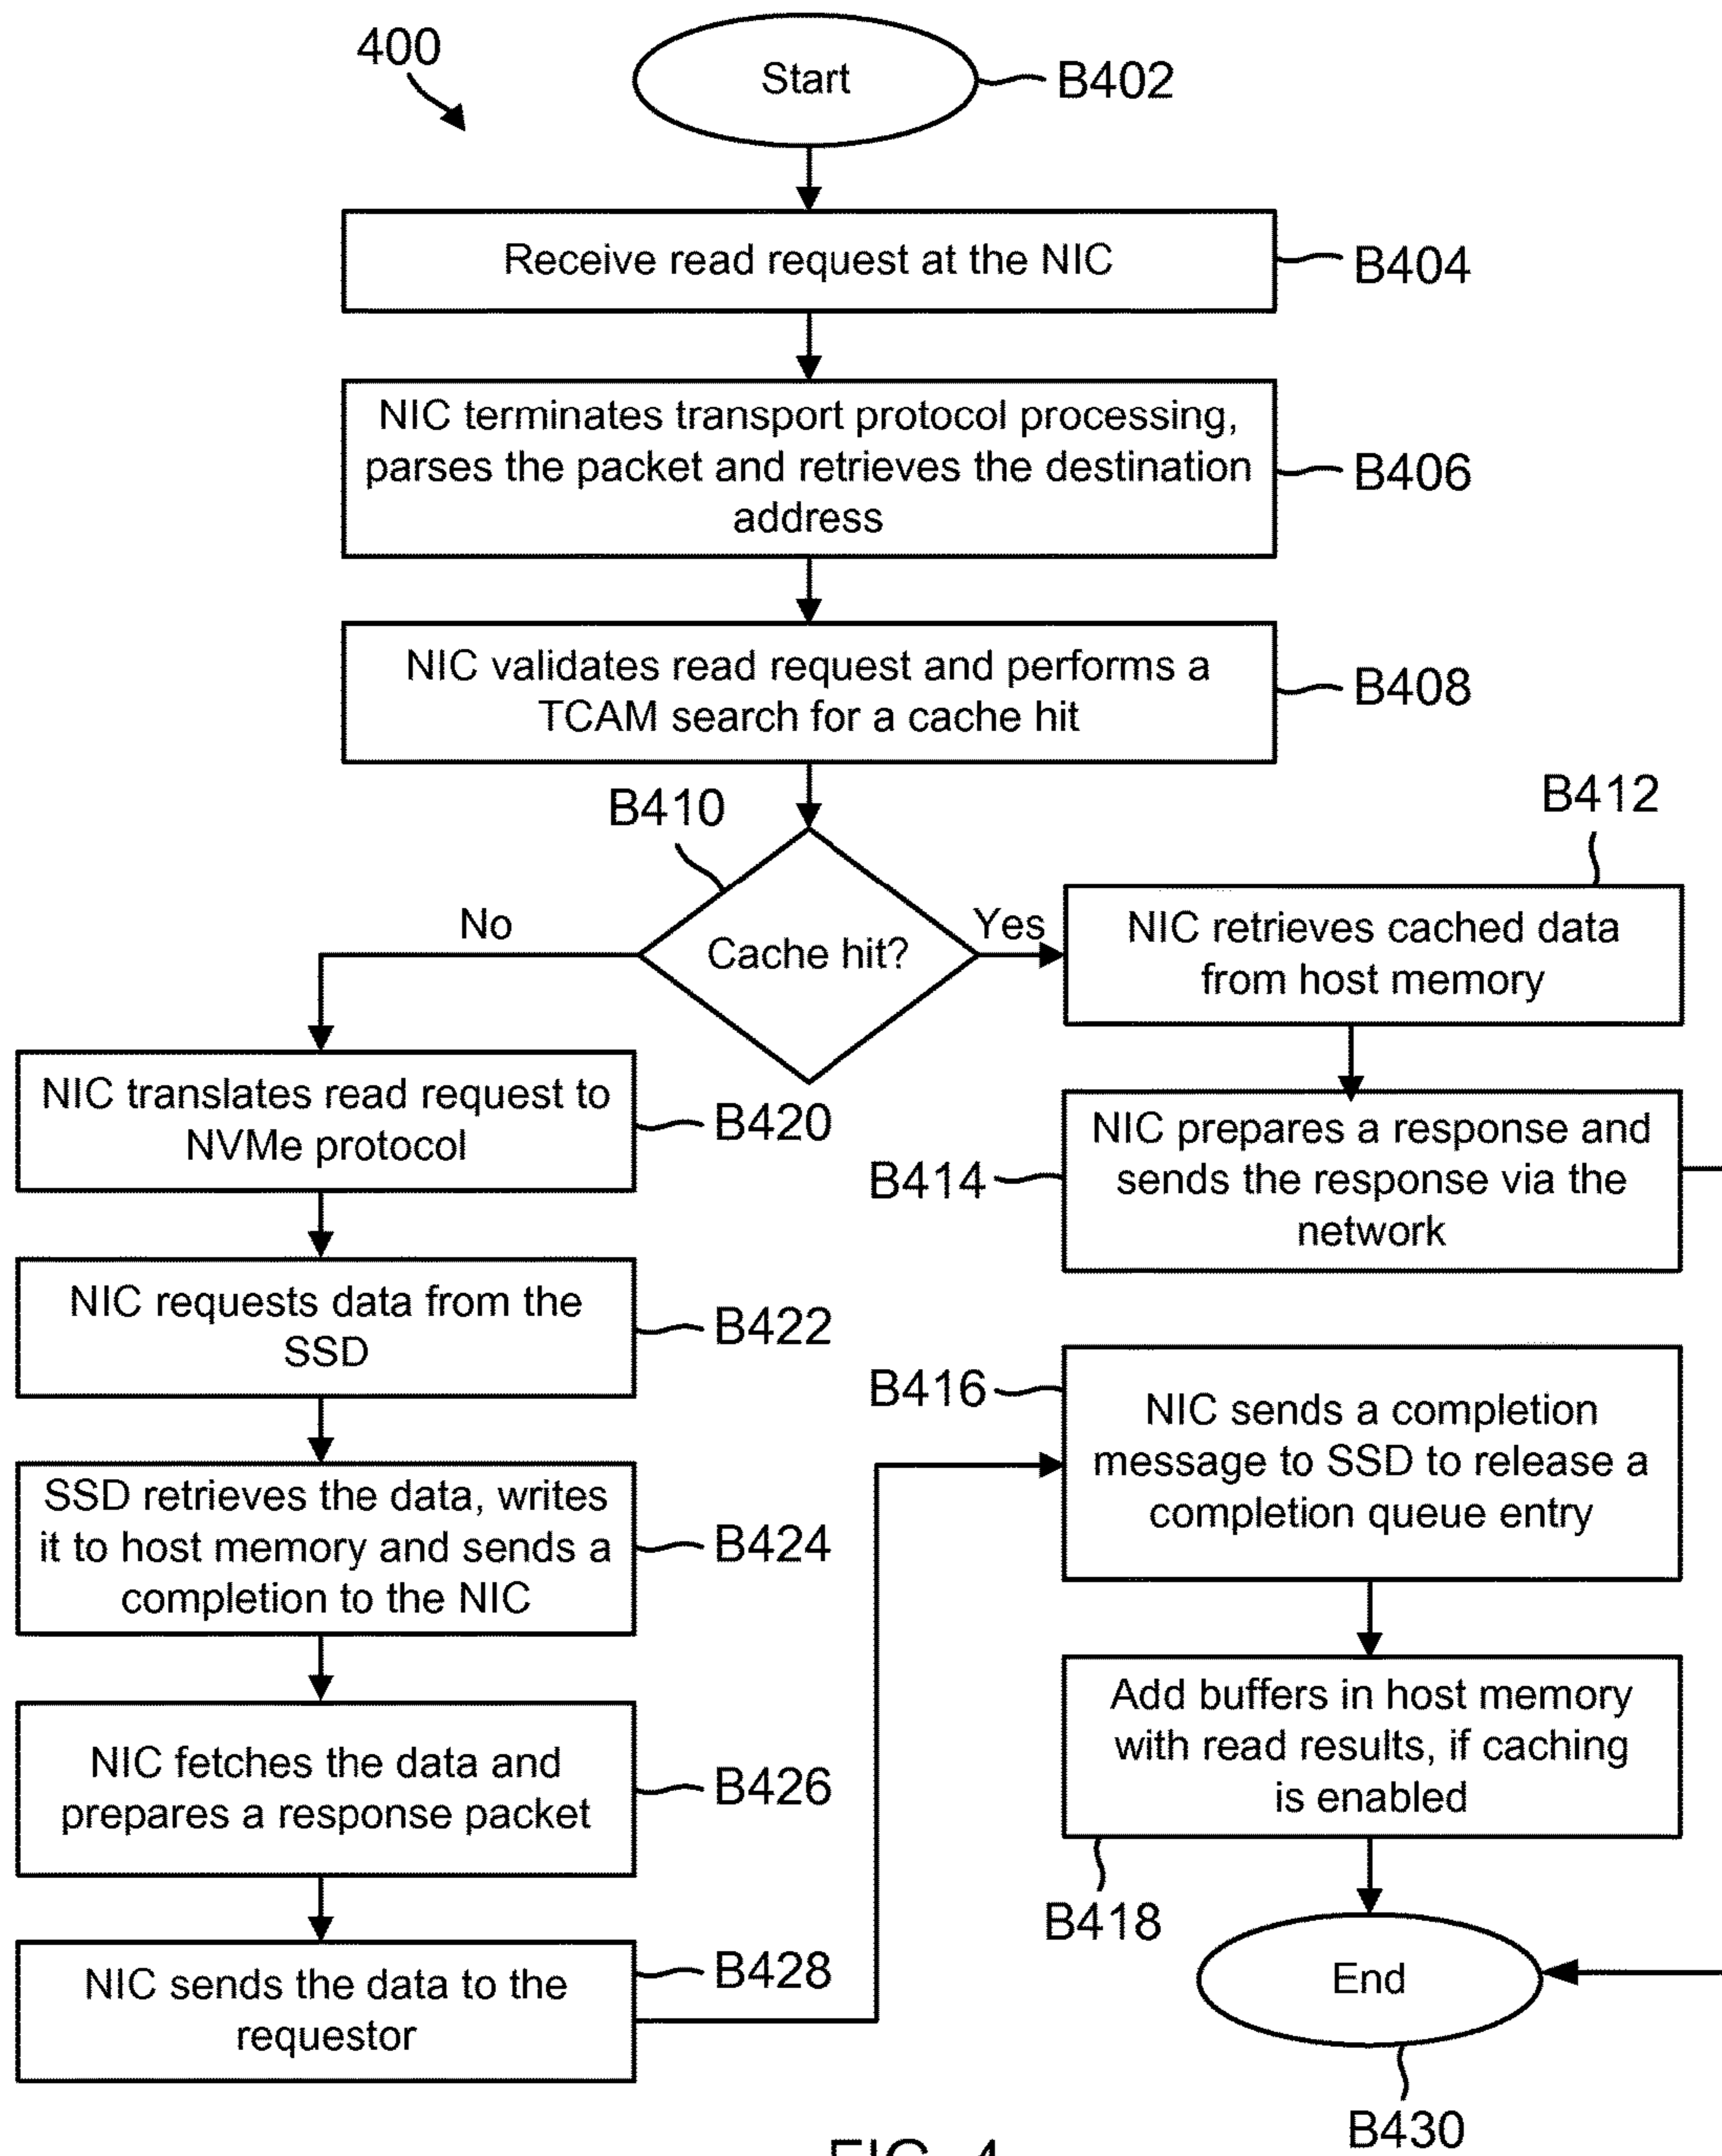 400
Start
B402
Receive read request at the NIC
B404
NIC terminates transport protocol processing,
parses the packet and retrieves the destination
address
B406
NIC validates read request and performs a
TCAM search for a cache hit
B408
B410
Cache hit?
No
Yes
B412
NIC retrieves cached data
from host memory
NIC prepares a response and
sends the response via the
network
B414
NIC translates read request to
NVMe protocol
B420
NIC requests data from the
SSD
B422
SSD retrieves the data, writes
it to host memory and sends a
completion to the NIC
B424
NIC fetches the data and
prepares a response packet
B426
NIC sends the data to the
requestor
B428
B416
NIC sends a completion
message to SSD to release a
completion queue entry
Add buffers in host memory
with read results, if caching
is enabled
B418
End
B430
FIG. 4